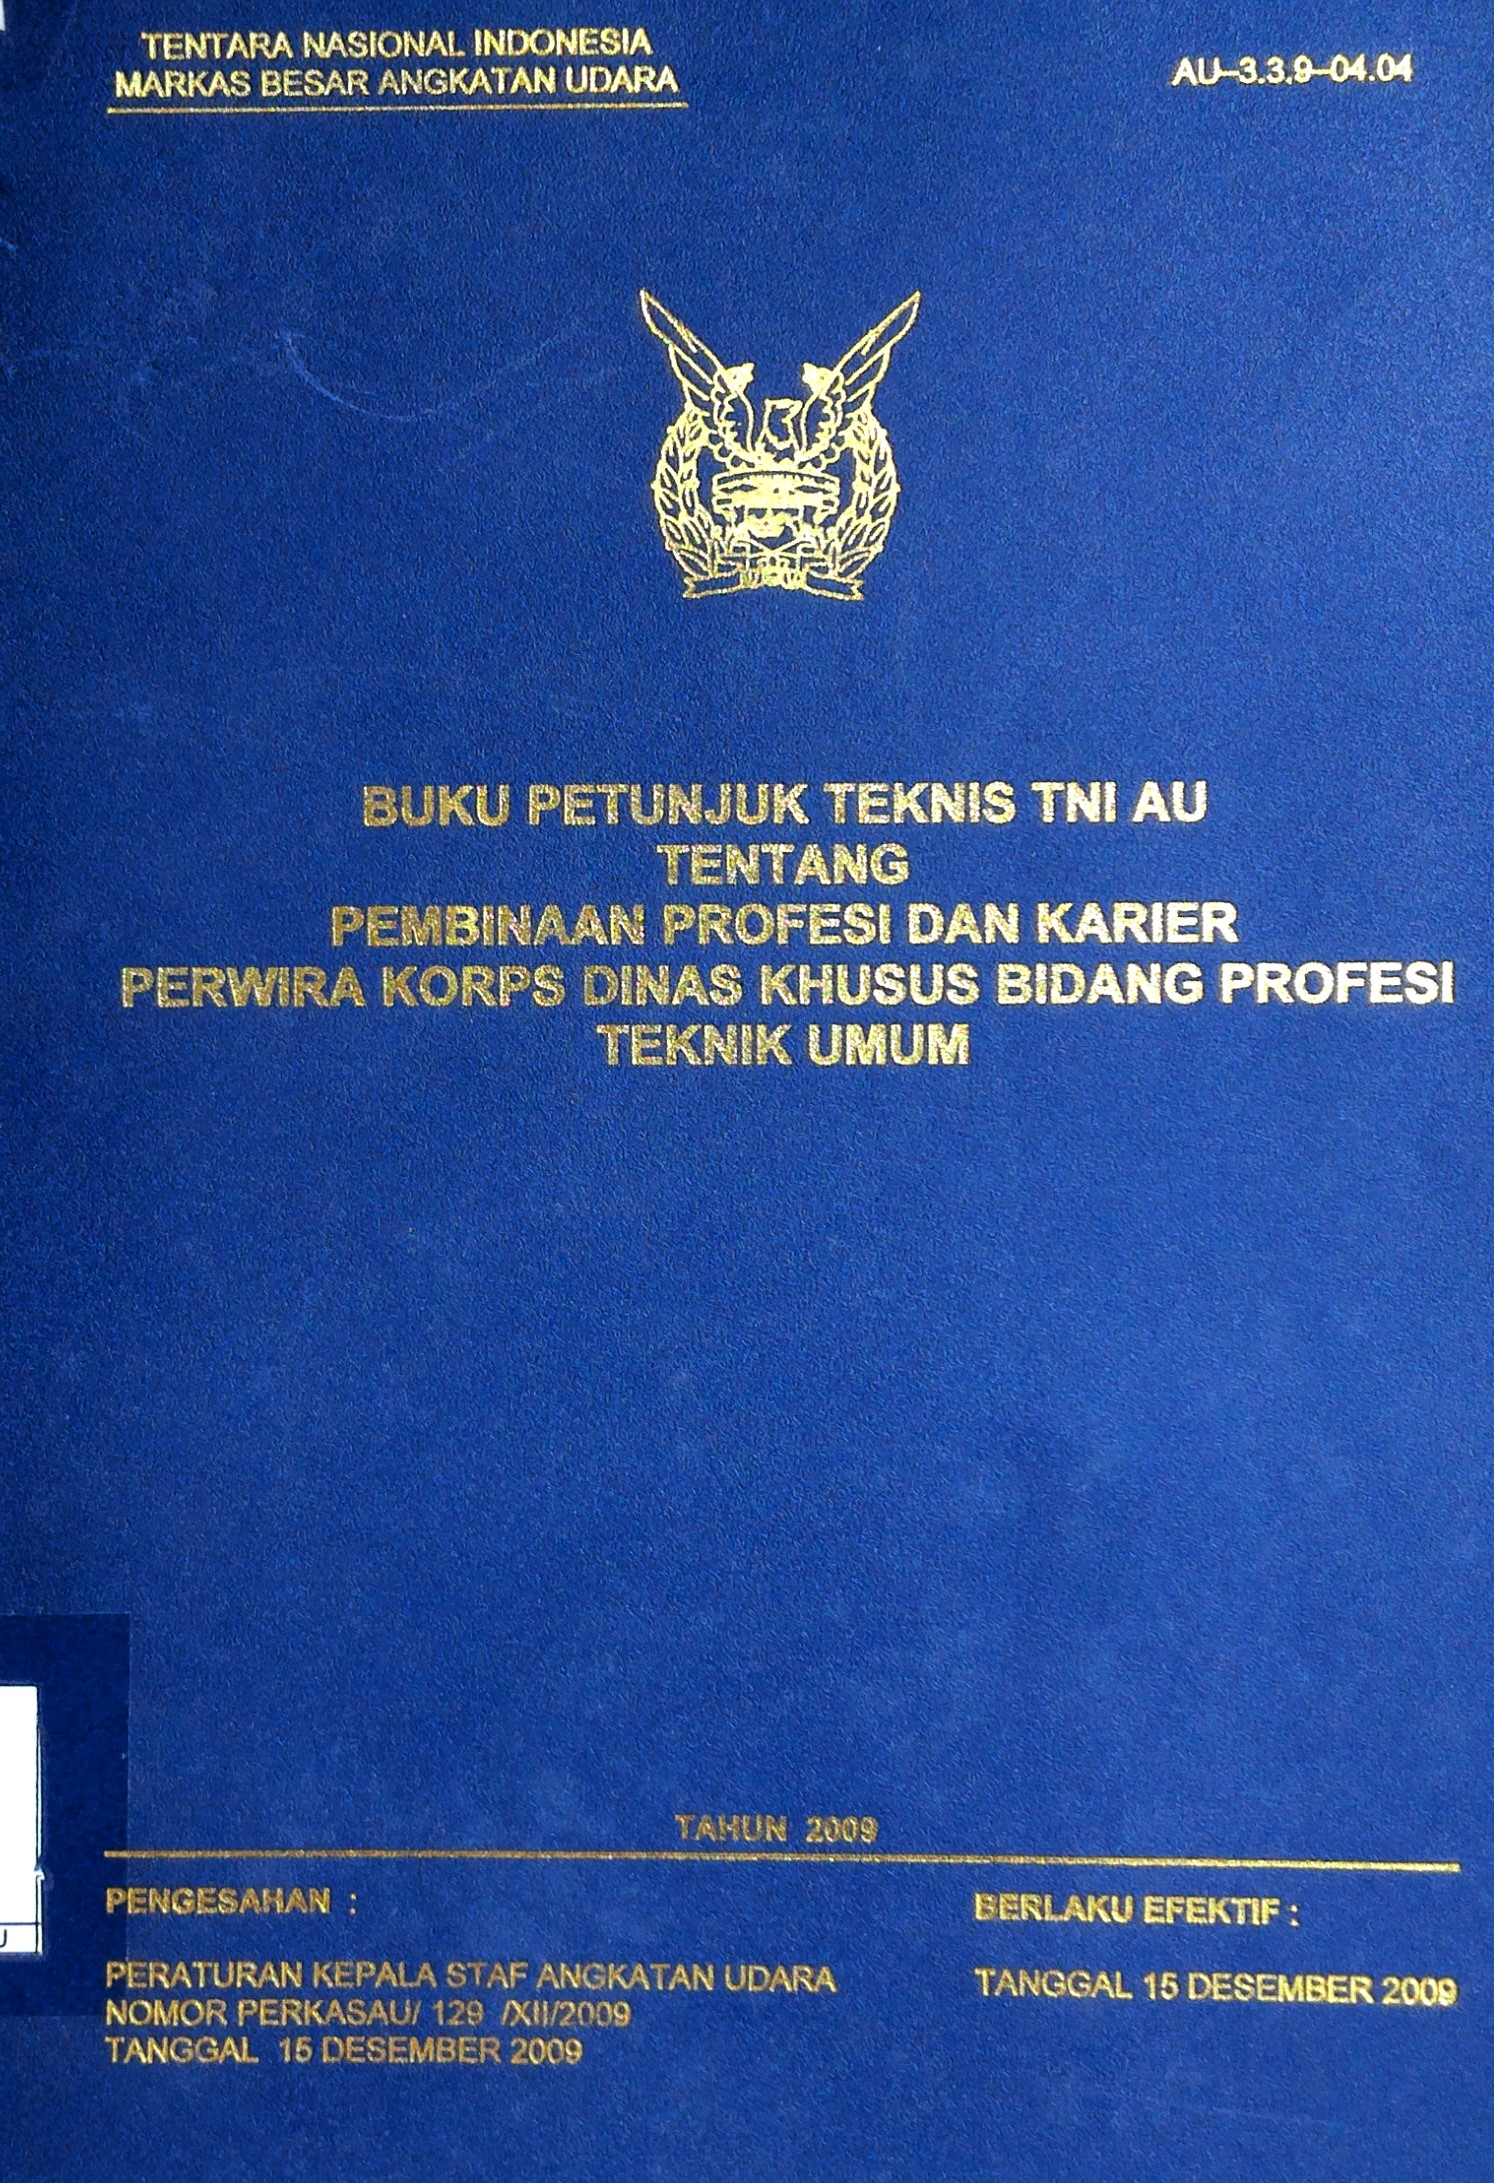 TENTARA NASIONAL INDONESIA
MARKAS BESAR ANGKATAN UDARA
AU–3.3.9–04.04
BUKU PETUNJUK TEKNIS TNI AU
TENTANG
PEMBINAAN PROFESI DAN KARIER
PERWIRA KORPS DINAS KHUSUS BIDANG PROFESI
TEKNIK UMUM
TAHUN 2009
PENGESAHAN :
PERATURAN KEPALA STAF ANGKATAN UDARA
NOMOR PERKASAU/ 129 /XII/2009
TANGGAL 15 DESEMBER 2009
BERLAKU EFEKTIF :
TANGGAL 15 DESEMBER 2009